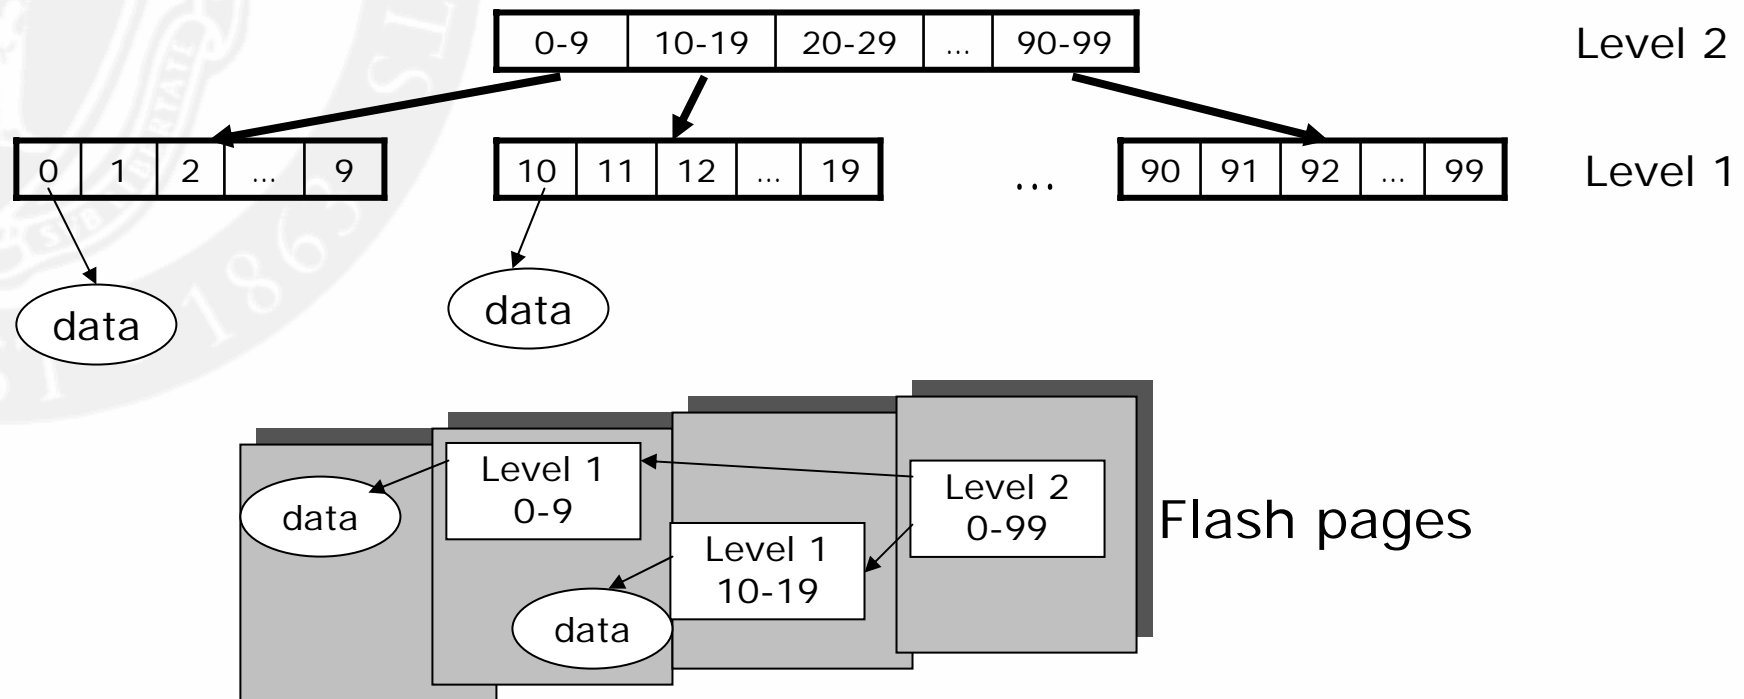 0-9 10-19 20-29 ... 90-99 Level 2
0 1 2 ... 9 10 11 12 ... 19 ... 90 91 92 ... 99 Level 1
data data
Level 1
0-9
data
Level 2
0-99
Flash pages
Level 1
10-19
data
1863